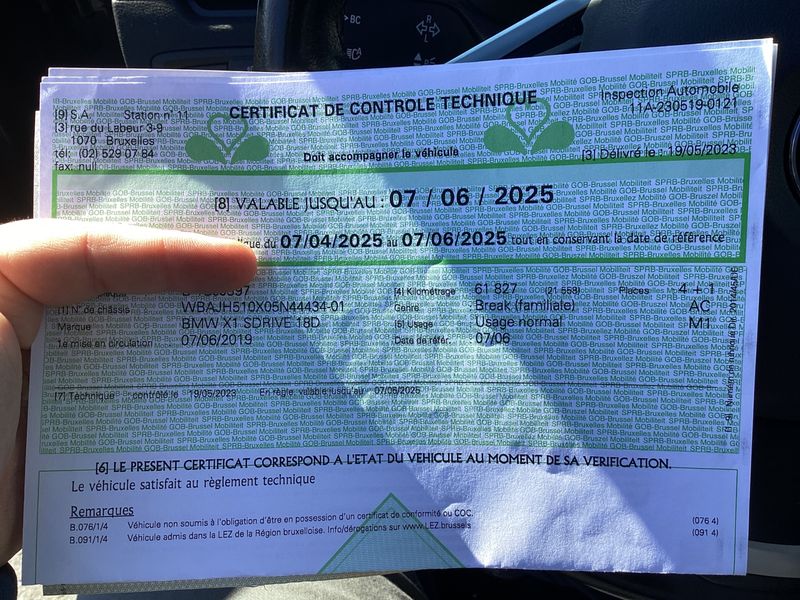 BC
R
CERTIFICAT DE CONTROLE TECHNIQUE
Inspection Automobile
11A-230519-0121
[9] S.A. Station n° 11
[3] rue du Labeur 3-9
1070 Bruxelles
tél: (02) 529 07 84
fax: null
Doit accompagner le véhicule
[3] Délivré le : 19/05/2023
[8] VALABLE JUSQU'AU : 07 / 06 / 2025
que du 07/04/2025 au 07/06/2025 tout en conservant la date de référence
[4] Kilométrage 61 827 Places 4 + 1
[1] N° de châssis WBAJH510X05N44434-01 Genre Break (familiale) AC
Marque BMW X1 SDRIVE 18D [5] Usage Usage normal M1
1e mise en circulation 07/06/2019 Date de référ. 07/06
[7] Technique contrôlé le 19/05/2023 En règle, valable jusqu'au 07/06/2025
[6] LE PRESENT CERTIFICAT CORRESPOND A L'ETAT DU VEHICULE AU MOMENT DE SA VERIFICATION.
Le véhicule satisfait au règlement technique
Remarques
B.076/1/4 Véhicule non soumis à l'obligation d'être en possession d'un certificat de conformité ou COC. (076 4)
B.091/1/4 Véhicule admis dans la LEZ de la Région bruxelloise. Info/dérogations sur www.LEZ.brussels (091 4)